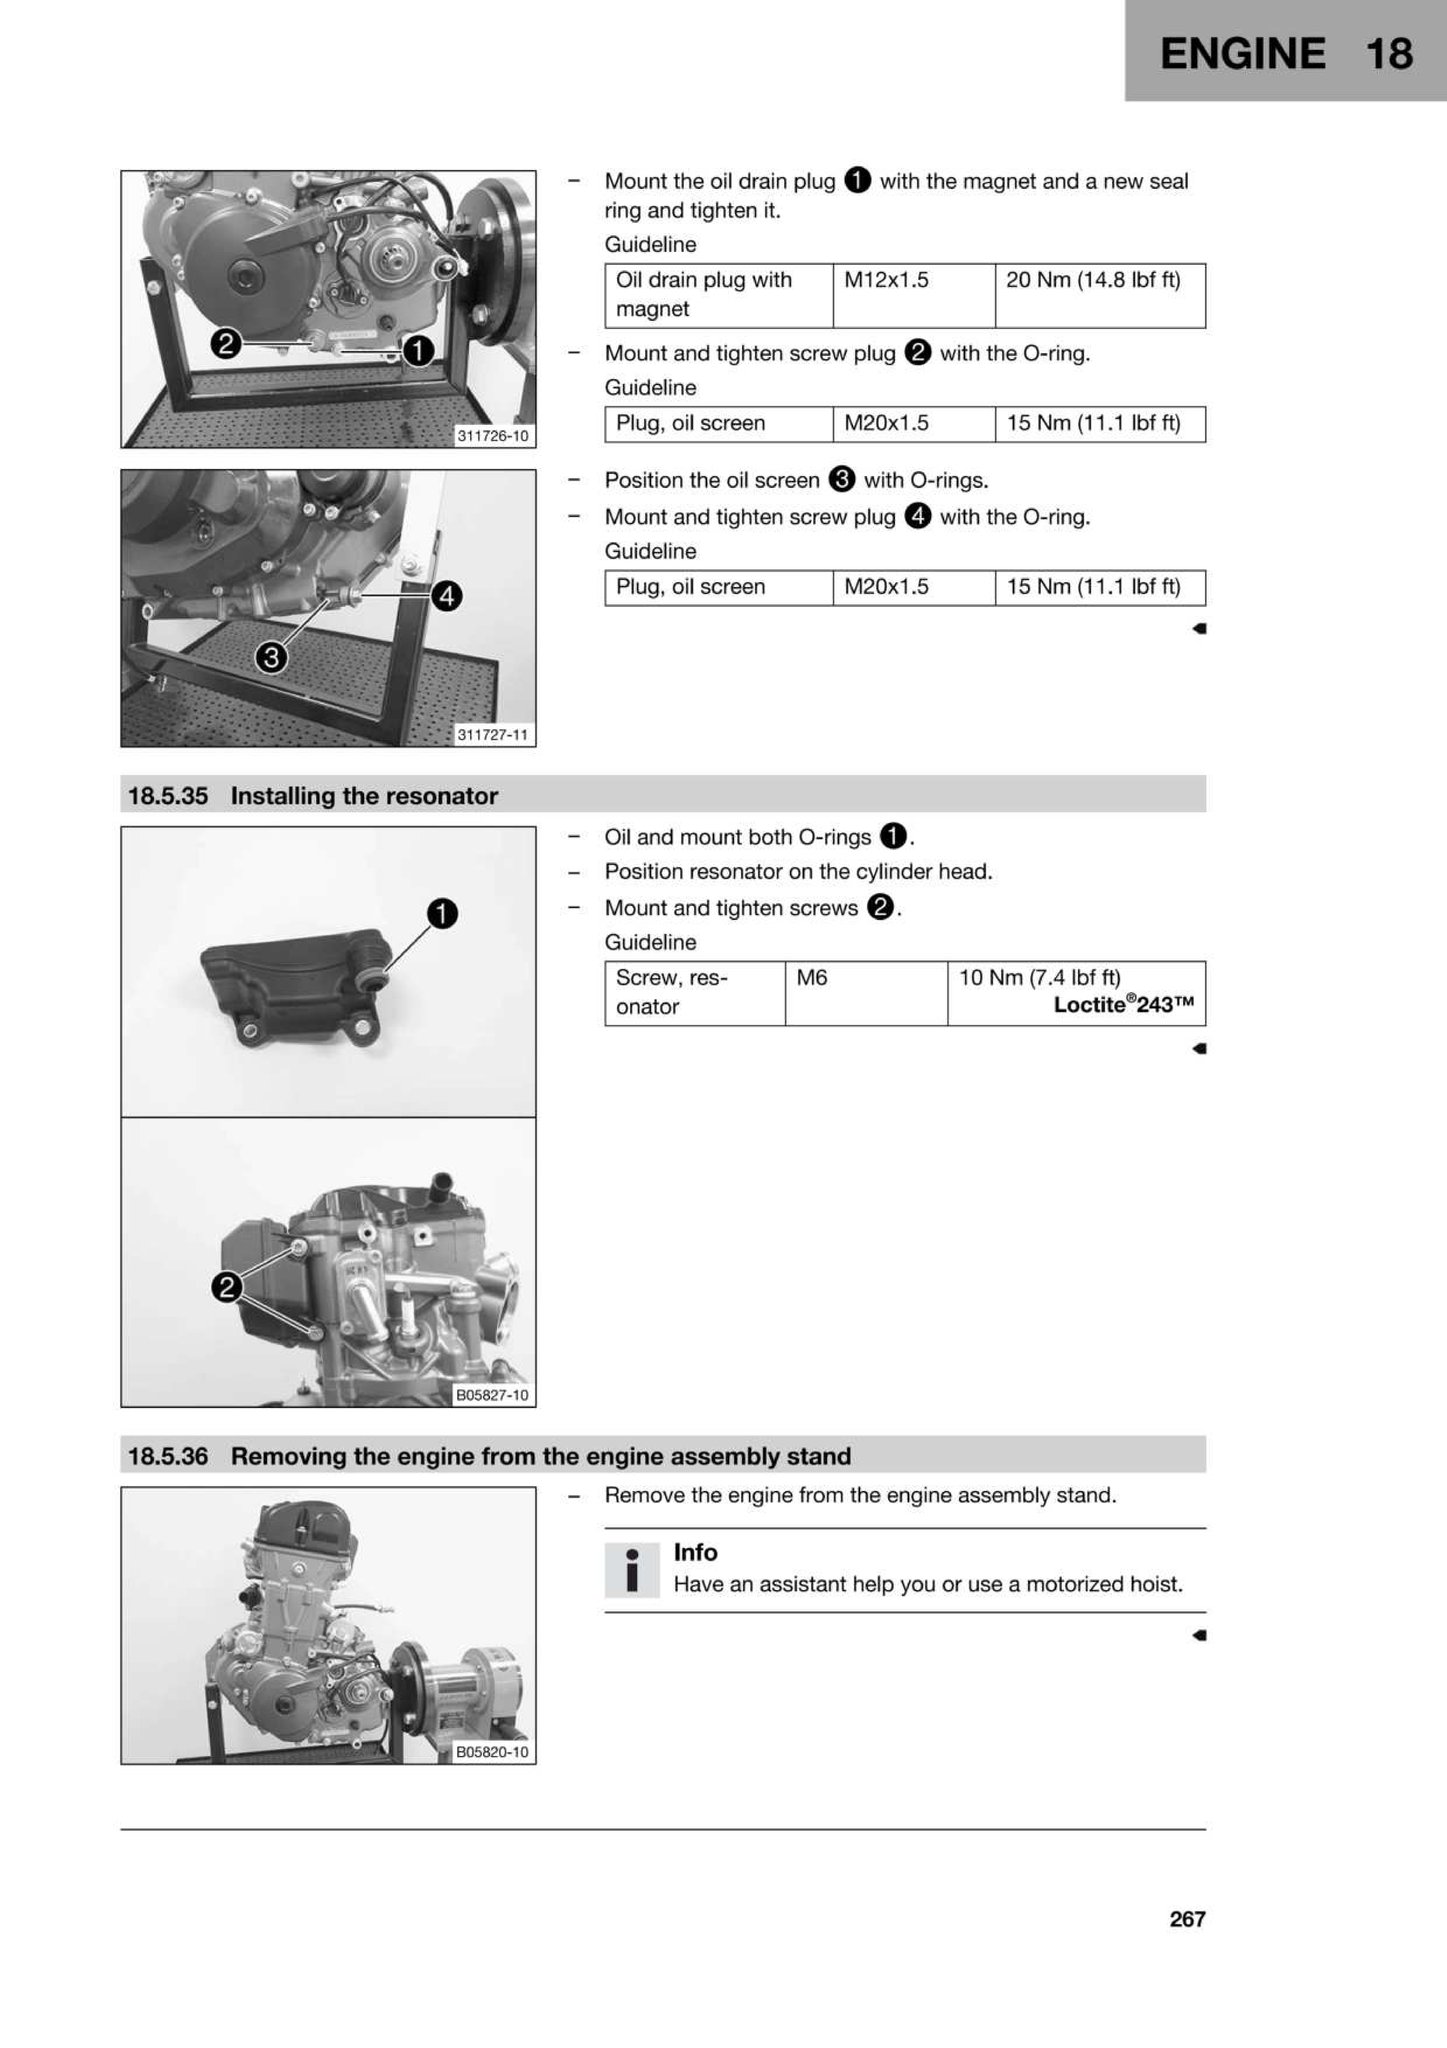 ENGINE 18
– Mount the oil drain plug 1 with the magnet and a new seal
ring and tighten it.
Guideline
Oil drain plug with
magnet
M12x1.5
20 Nm (14.8 lbf ft)
– Mount and tighten screw plug 2 with the O-ring.
Guideline
Plug, oil screen
M20x1.5
15 Nm (11.1 lbf ft)
2
1
311726-10
– Position the oil screen 3 with O-rings.
– Mount and tighten screw plug 4 with the O-ring.
Guideline
Plug, oil screen
M20x1.5
15 Nm (11.1 lbf ft)
4
3
311727-11
18.5.35 Installing the resonator
1
2
B05827-10
– Oil and mount both O-rings 1.
– Position resonator on the cylinder head.
– Mount and tighten screws 2.
Guideline
Screw, res-
onator
M6
10 Nm (7.4 lbf ft)
Loctite®243™
18.5.36 Removing the engine from the engine assembly stand
B05820-10
– Remove the engine from the engine assembly stand.
i
Info
Have an assistant help you or use a motorized hoist.
267